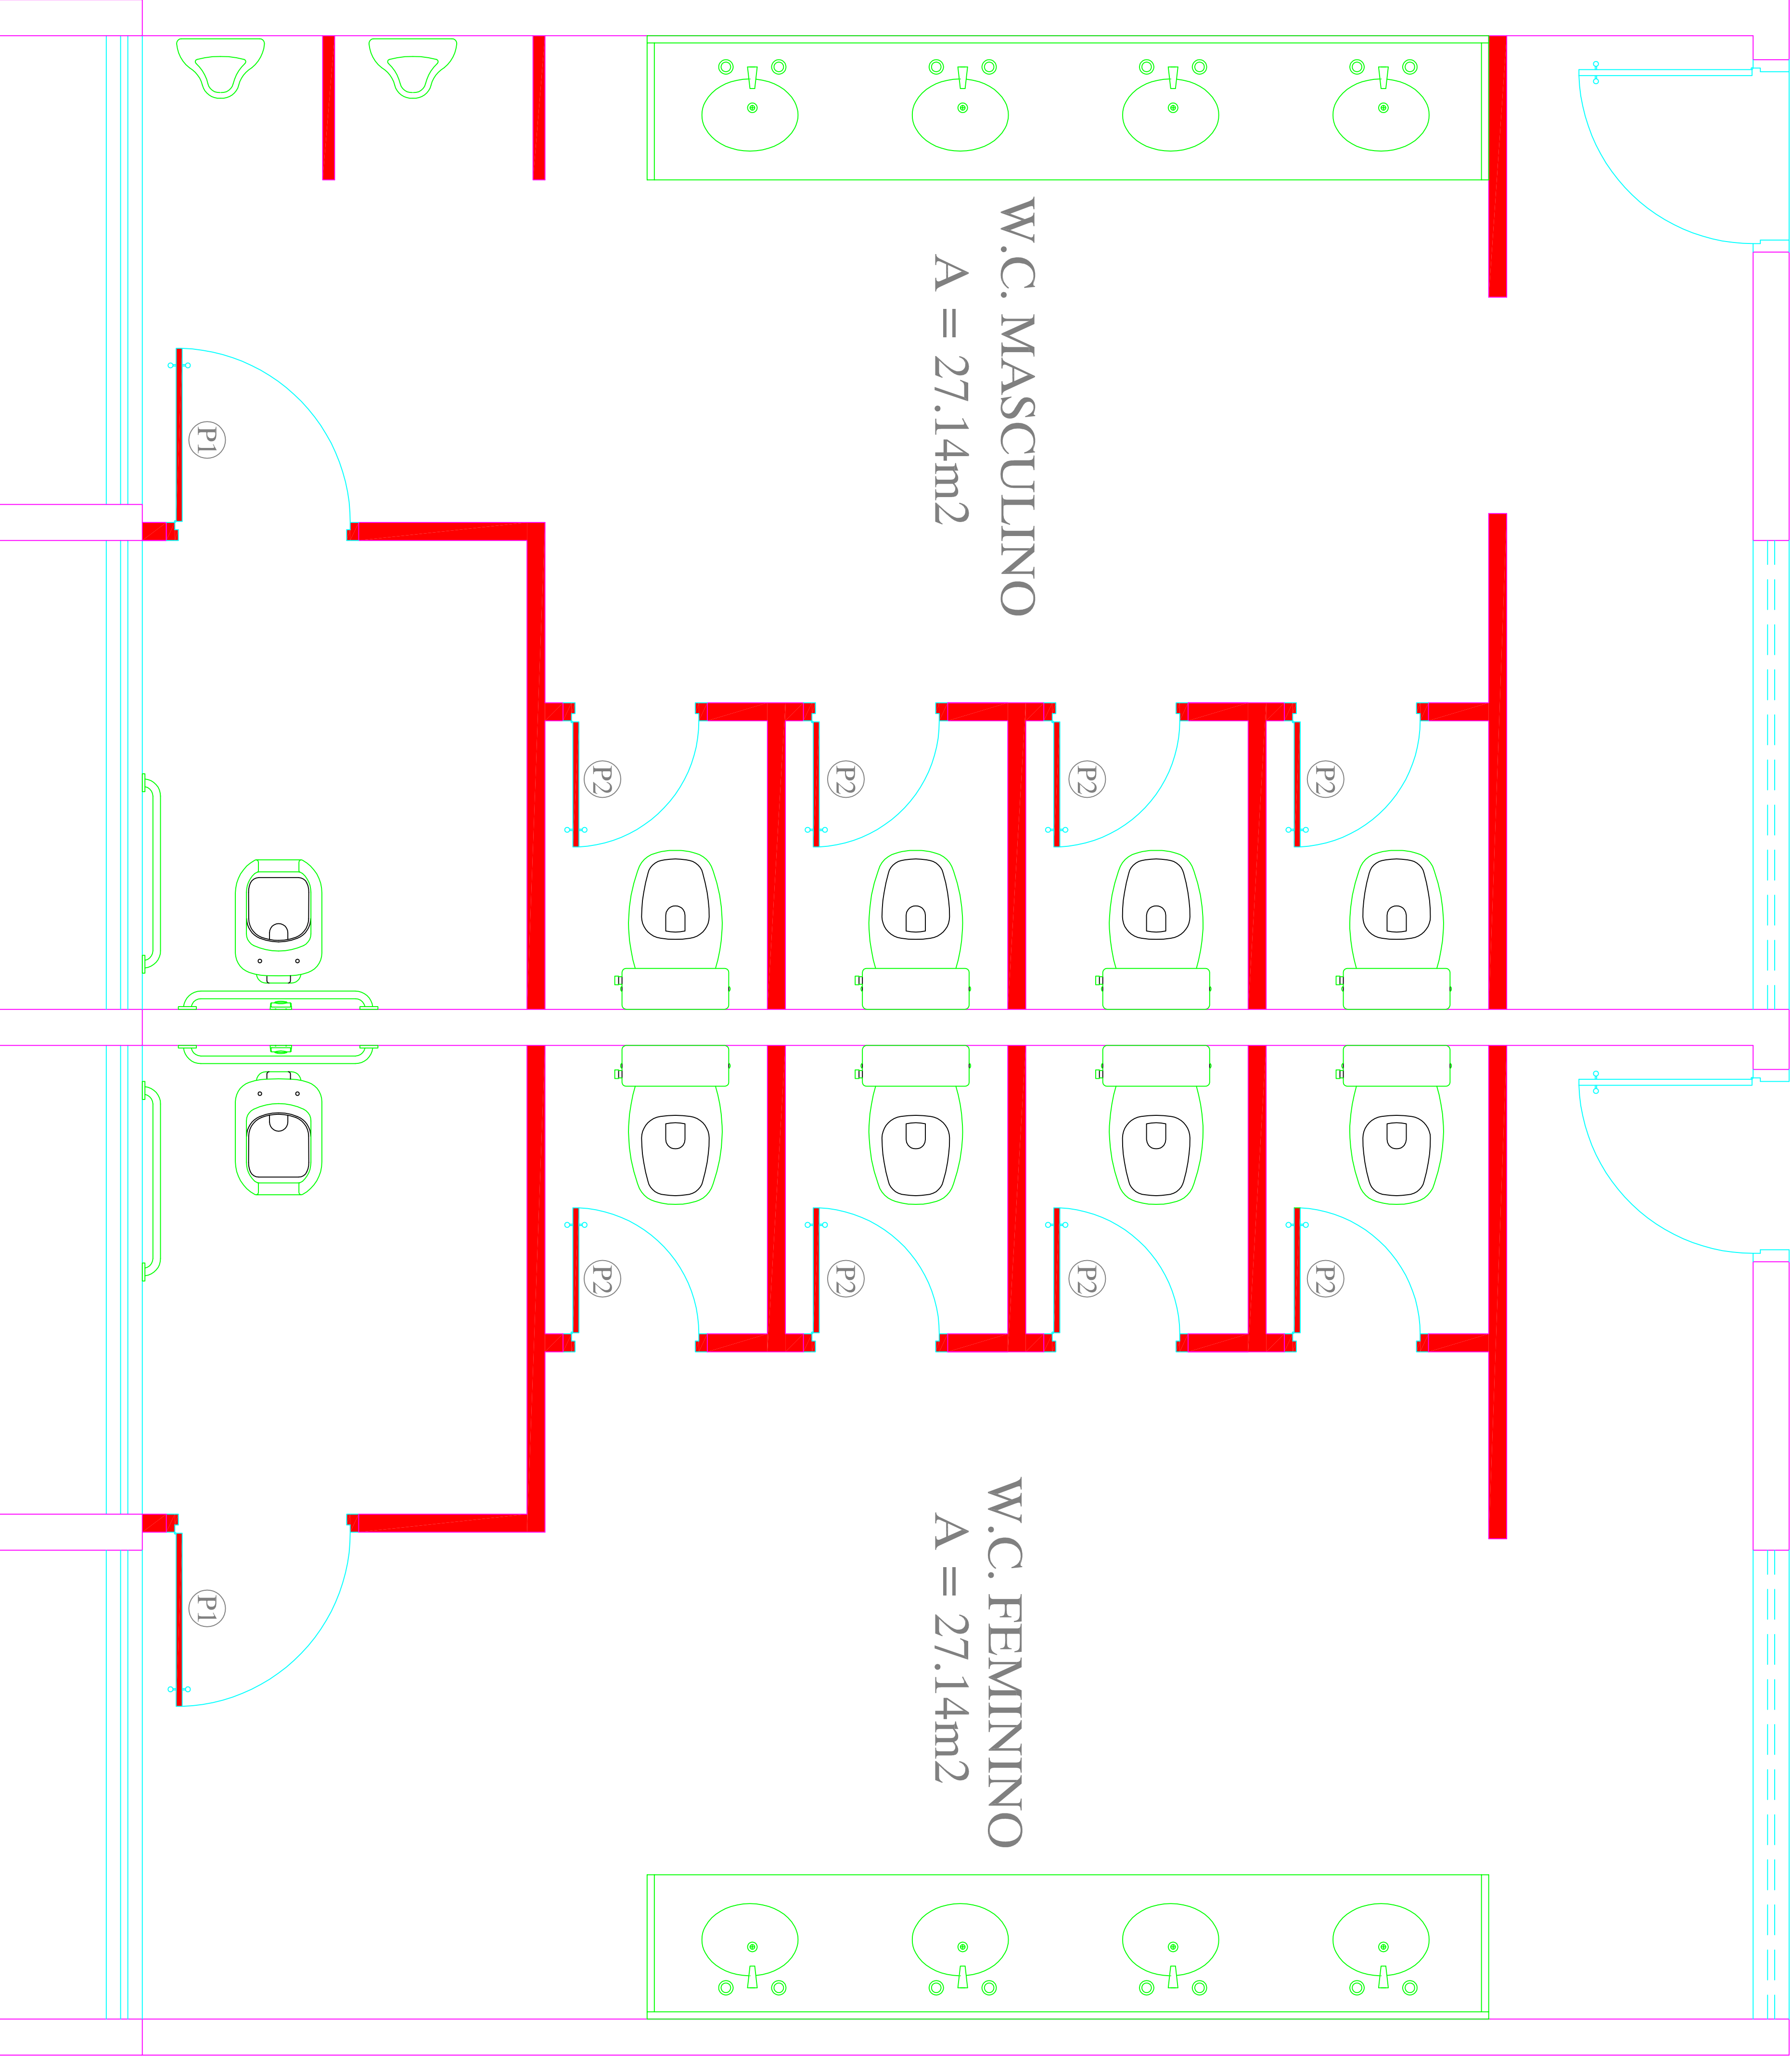 W.C. MASCULINO
A = 27.14m2
P1
P2
P2
P2
P2
P2
P2
P2
P2
W.C. FEMININO
A = 27.14m2
P1